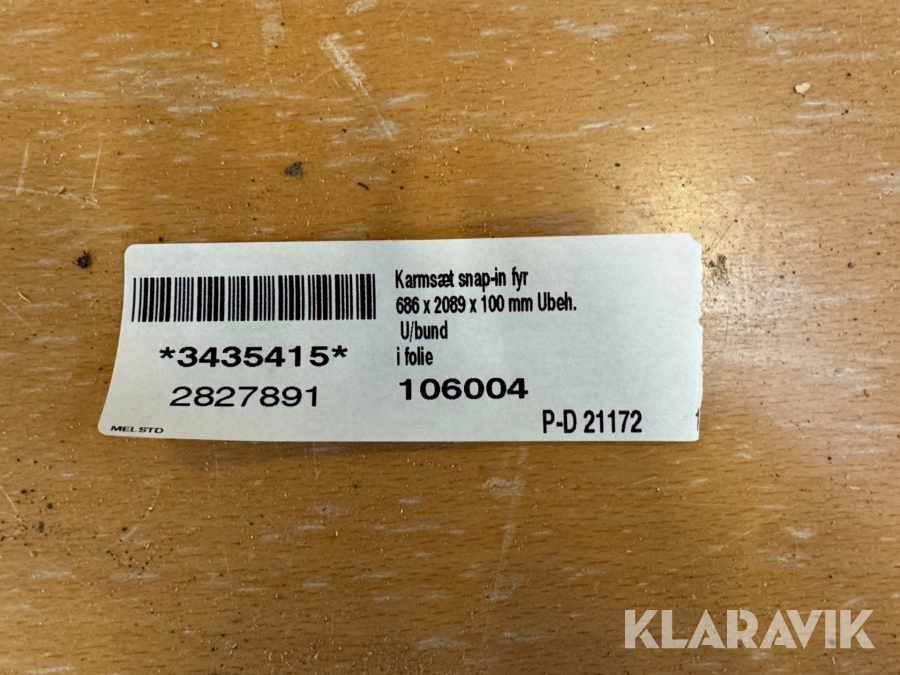 Karmsæt snap-in fyr
686 x 2089 x 100 mm Ubeh.
U/bund
i folie
*3435415*
2827891
106004
P-D 21172
MELSTD
KLARAVIK